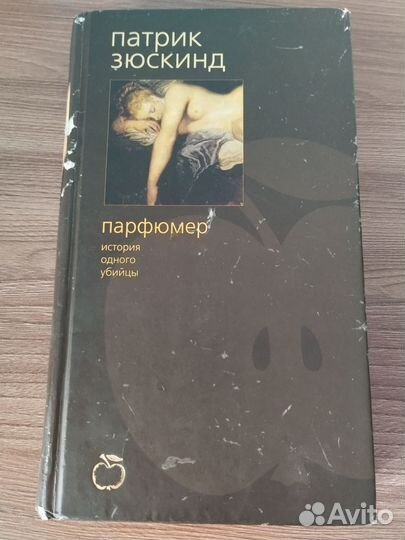 патрик
зюскинд
парфюмер
история
одного
убийцы
Avito